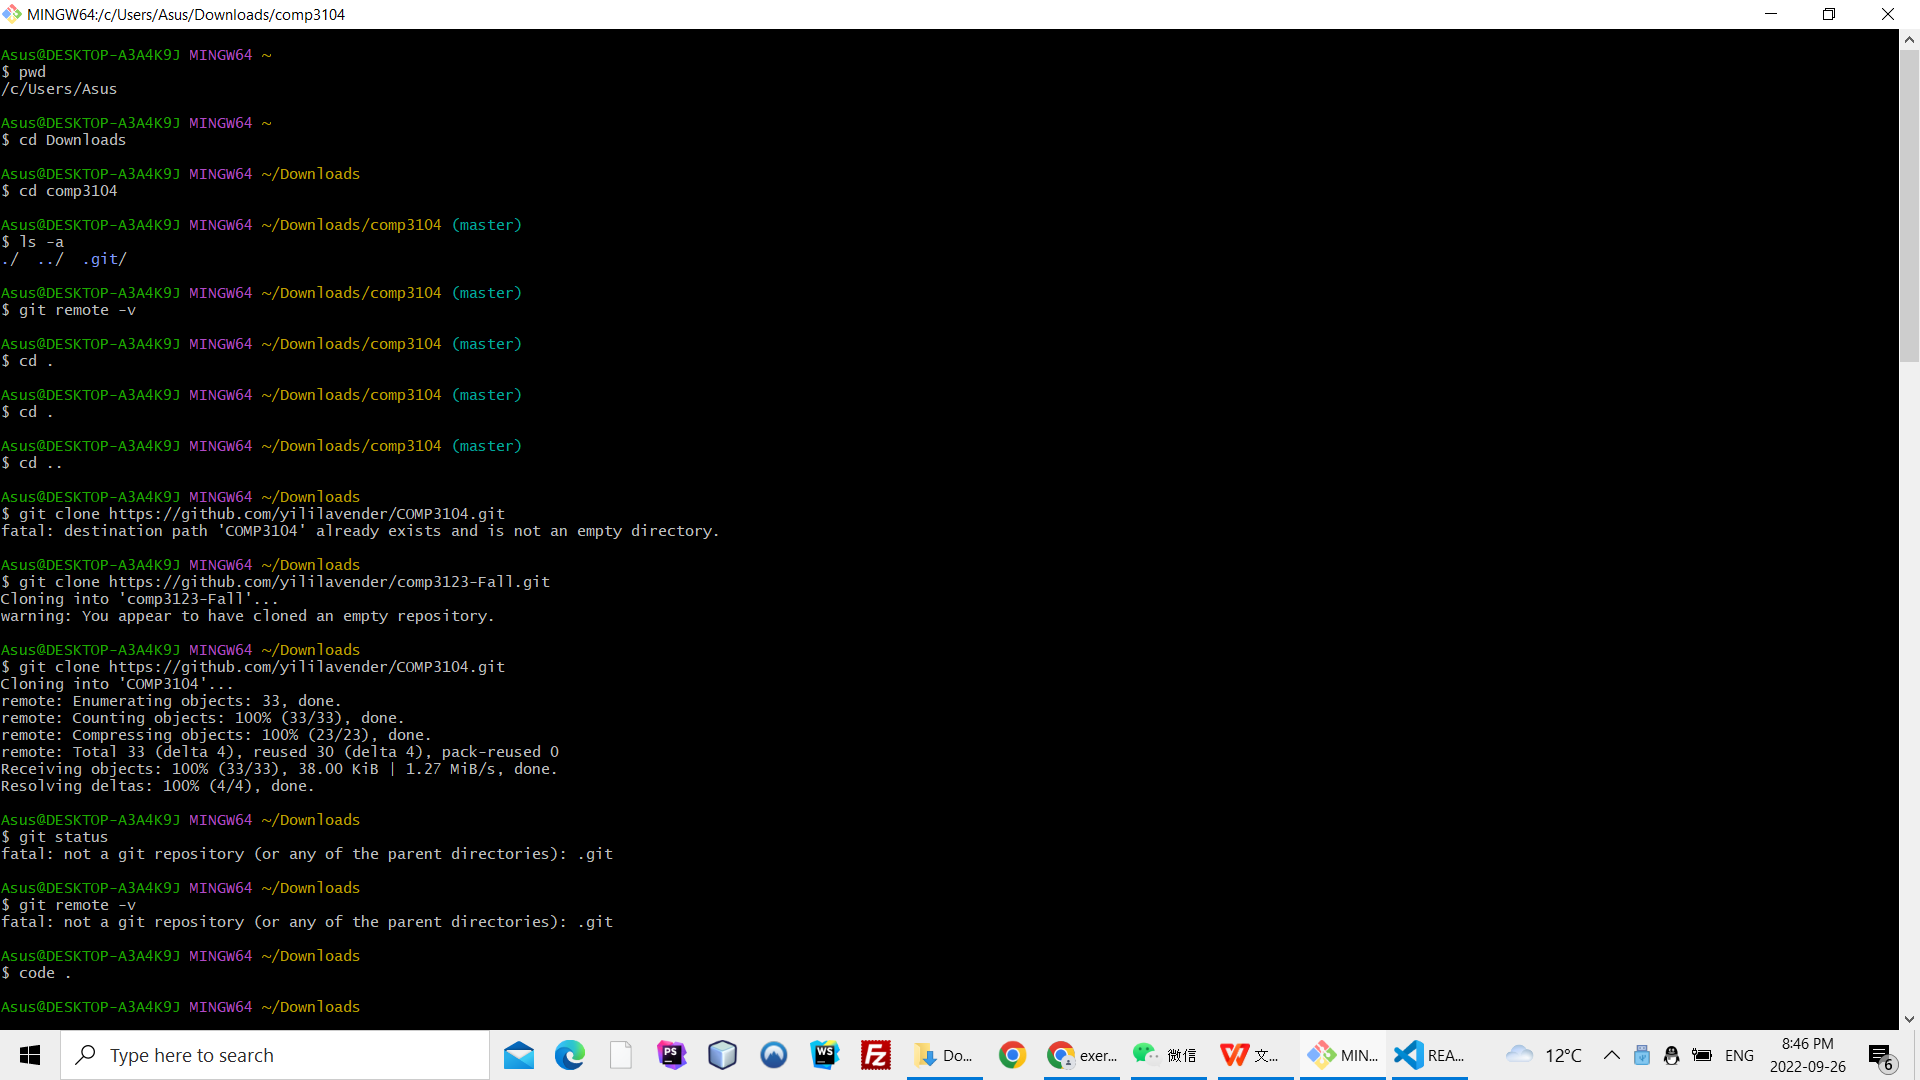 MINGW64:/c/Users/Asus/Downloads/comp3104
Asus@DESKTOP-A3A4K9J MINGW64 ~
$ pwd
/c/Users/Asus
Asus@DESKTOP-A3A4K9J MINGW64 ~
$ cd Downloads
Asus@DESKTOP-A3A4K9J MINGW64 ~/Downloads
$ cd comp3104
Asus@DESKTOP-A3A4K9J MINGW64 ~/Downloads/comp3104 (master)
$ ls -a
./  ../  .git/
Asus@DESKTOP-A3A4K9J MINGW64 ~/Downloads/comp3104 (master)
$ git remote -v
Asus@DESKTOP-A3A4K9J MINGW64 ~/Downloads/comp3104 (master)
$ cd .
Asus@DESKTOP-A3A4K9J MINGW64 ~/Downloads/comp3104 (master)
$ cd .
Asus@DESKTOP-A3A4K9J MINGW64 ~/Downloads/comp3104 (master)
$ cd ..
Asus@DESKTOP-A3A4K9J MINGW64 ~/Downloads
$ git clone https://github.com/yililavender/COMP3104.git
fatal: destination path 'COMP3104' already exists and is not an empty directory.
Asus@DESKTOP-A3A4K9J MINGW64 ~/Downloads
$ git clone https://github.com/yililavender/comp3123-Fall.git
Cloning into 'comp3123-Fall'...
warning: You appear to have cloned an empty repository.
Asus@DESKTOP-A3A4K9J MINGW64 ~/Downloads
$ git clone https://github.com/yililavender/COMP3104.git
Cloning into 'COMP3104'...
remote: Enumerating objects: 33, done.
remote: Counting objects: 100% (33/33), done.
remote: Compressing objects: 100% (23/23), done.
remote: Total 33 (delta 4), reused 30 (delta 4), pack-reused 0
Receiving objects: 100% (33/33), 38.00 KiB | 1.27 MiB/s, done.
Resolving deltas: 100% (4/4), done.
Asus@DESKTOP-A3A4K9J MINGW64 ~/Downloads
$ git status
fatal: not a git repository (or any of the parent directories): .git
Asus@DESKTOP-A3A4K9J MINGW64 ~/Downloads
$ git remote -v
fatal: not a git repository (or any of the parent directories): .git
Asus@DESKTOP-A3A4K9J MINGW64 ~/Downloads
$ code .
Asus@DESKTOP-A3A4K9J MINGW64 ~/Downloads
Type here to search
PS
WS
FZ
Do...
exer...
微信
文...
MIN...
REA...
12°C
ENG
8:46 PM
2022-09-26
6